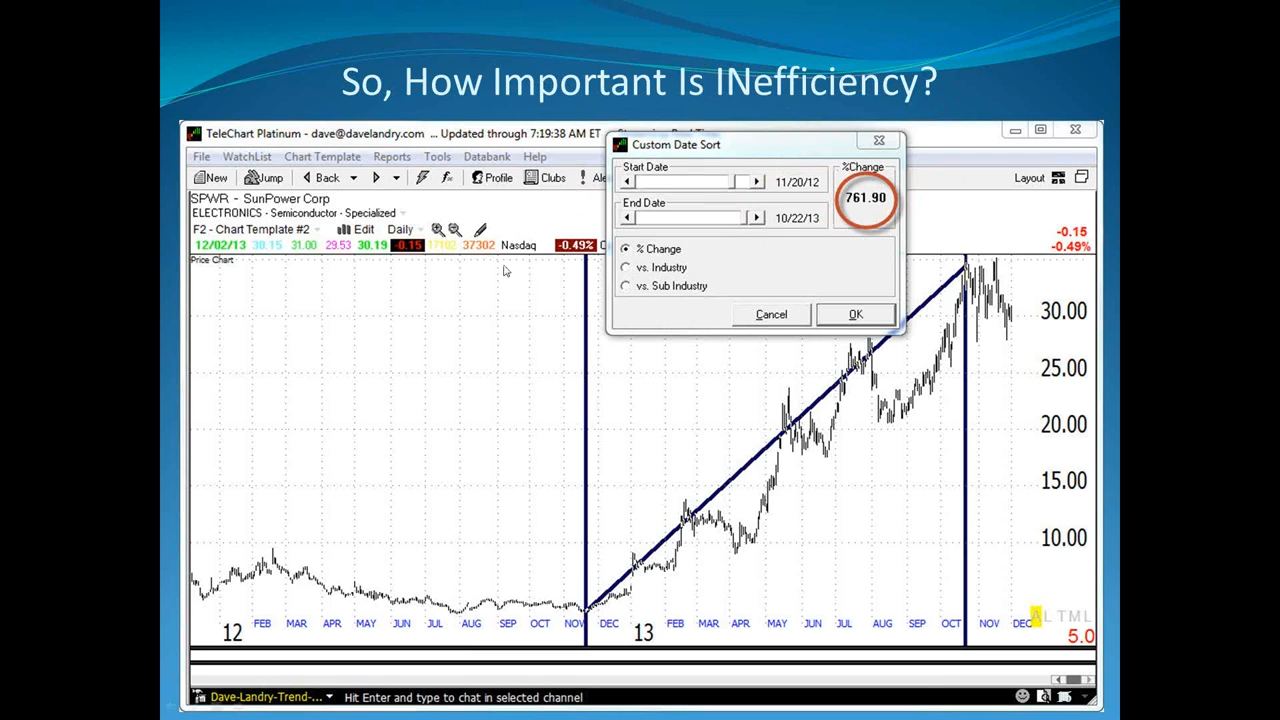 So, How Important Is INefficiency?
TeleChart Platinum - dave@davelandry.com ... Updated through 7:19:38 AM ET
Custom Date Sort
File WatchList Chart Template Reports Tools Databank Help
Start Date
%Change
New Jump Back Profile Clubs
11/20/12
Layout
761.90
SPWR - SunPower Corp
End Date
ELECTRONICS - Semiconductor - Specialized
10/22/13
F2 - Chart Template #2 Edit Daily
-0.15
12/02/13 30.15 31.00 29.53 30.19 -0.15 17102 37302 Nasdaq -0.49%
-0.49%
% Change
Price Chart
vs. Industry
vs. Sub Industry
Cancel OK
30.00
25.00
20.00
15.00
10.00
AL TML
FEB MAR APR MAY JUN JUL AUG SEP OCT NOV DEC FEB MAR APR MAY JUN JUL AUG SEP OCT NOV DEC
12 13
5.0
Dave-Landry-Trend-... Hit Enter and type to chat in selected channel